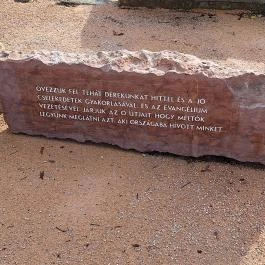 ÖVEZZÜK FEL TEHÁT DEREKUNKAT HITTEL ÉS A JÓ
CSELEKEDETEK GYAKORLÁSÁVAL ÉS AZ EVANGÉLIUM
VEZETÉSÉVEL JÁRJUK AZ Ő ÚTJAIT HOGY MÉLTÓK
LEGYÜNK MEGLÁTNI AZT, AKI ORSZÁGÁBA HÍVOTT MINKET